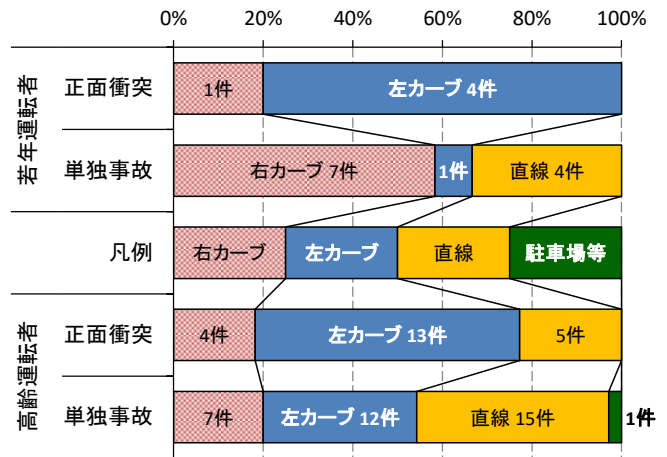 0% 20% 40% 60% 80% 100%
若年運転者
正面衝突 1件 左カーブ 4件
単独事故 右カーブ 7件 1件 直線 4件
凡例 右カーブ 左カーブ 直線 駐車場等
高齢運転者
正面衝突 4件 左カーブ 13件 5件
単独事故 7件 左カーブ 12件 直線 15件 1件